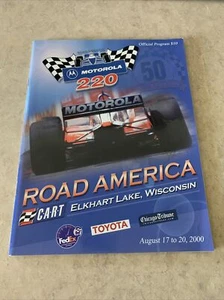 Official Program $10
MOTOROLA
220
50
MOTOROLA
ROAD AMERICA
CART
ELKHART LAKE, WISCONSIN
FedEx
TOYOTA
Chicago Tribune
August 17 to 20, 2000